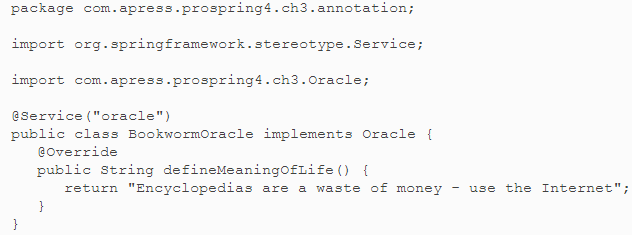 package com.apress.prospring4.ch3.annotation;
import org.springframework.stereotype.Service;
import com.apress.prospring4.ch3.Oracle;
@Service("oracle")
public class BookwormOracle implements Oracle {
@Override
public String defineMeaningOfLife() {
return "Encyclopedias are a waste of money - use the Internet";
}
}